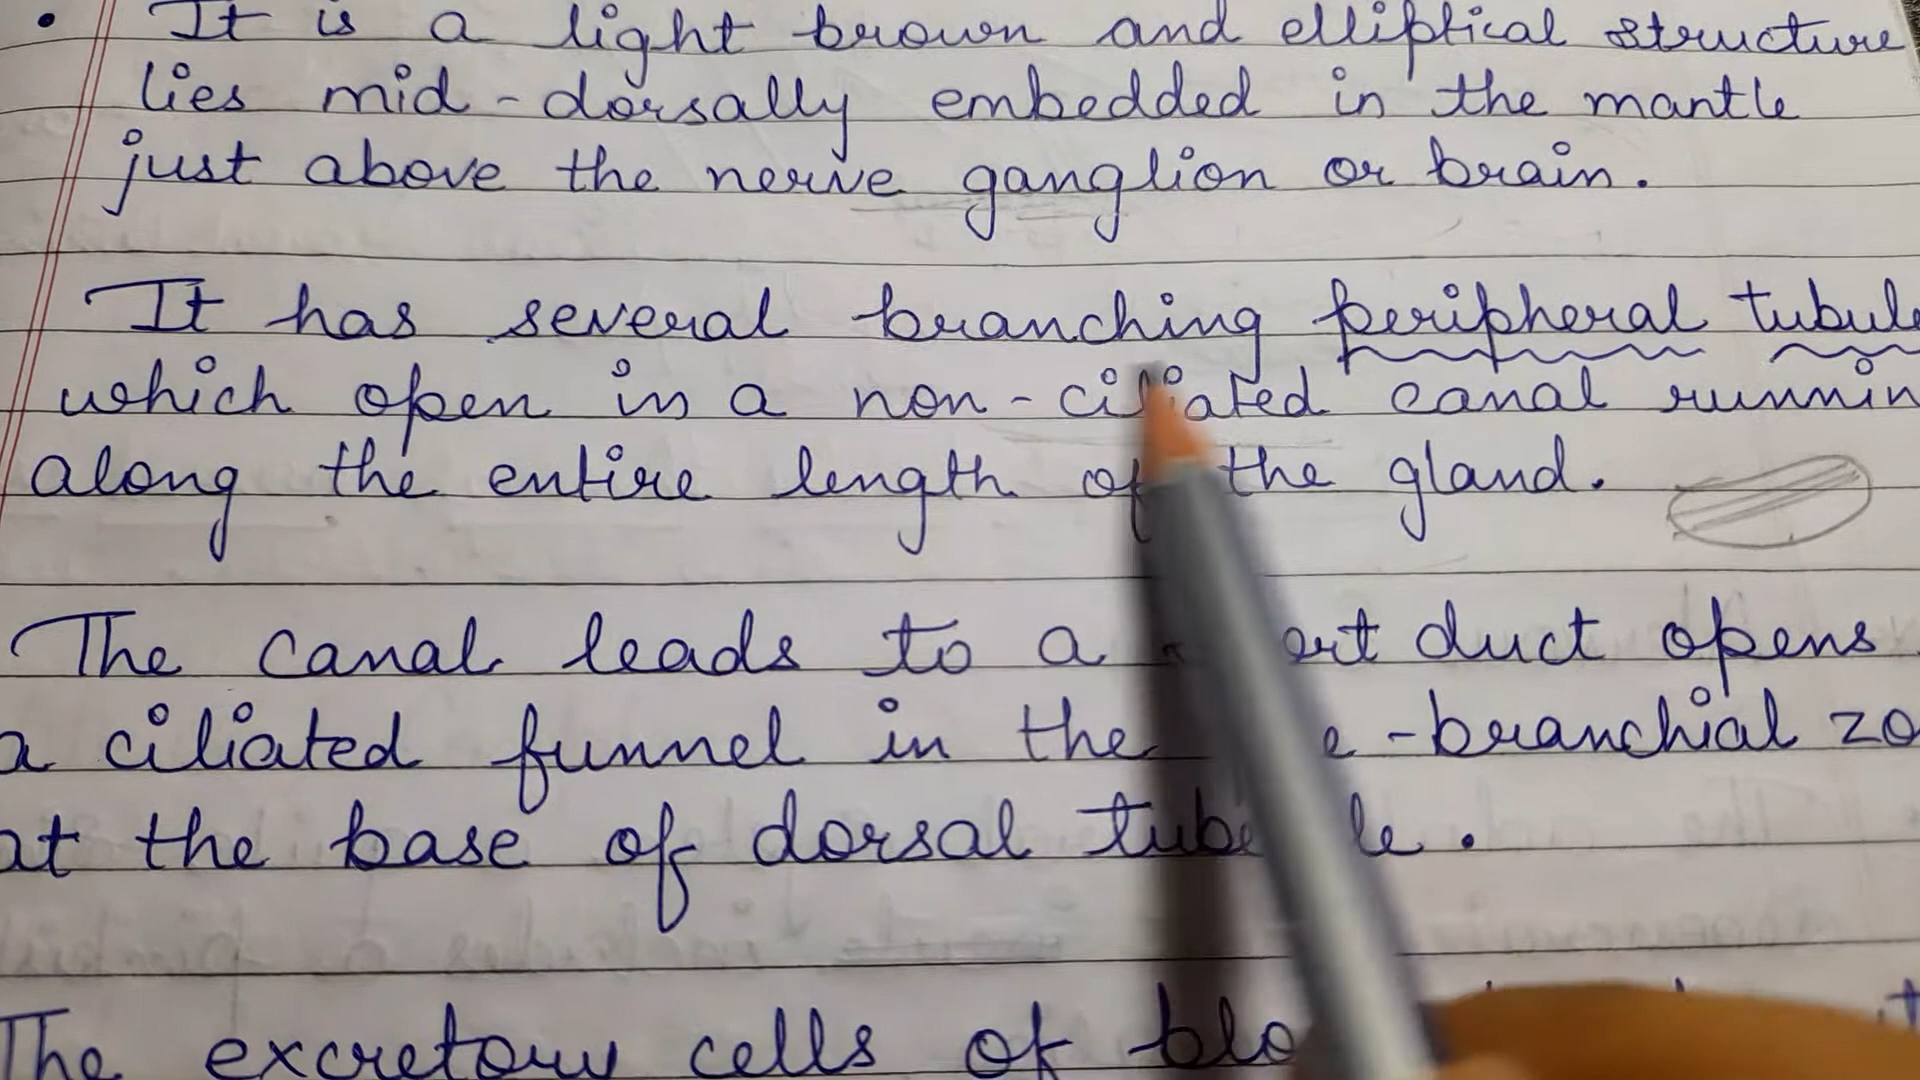 • It is a light brown and elliptical structure
lies mid-dorsally embedded in the mantle
just above the nerve ganglion or brain.
It has several branching peripheral tubul
which open in a non-ciliated canal runnin
along the entire length of the gland.
The canal leads to a duct opens
a ciliated funnel in the -branchial zo
at the base of dorsal tubercle.
The excretory cells of blo